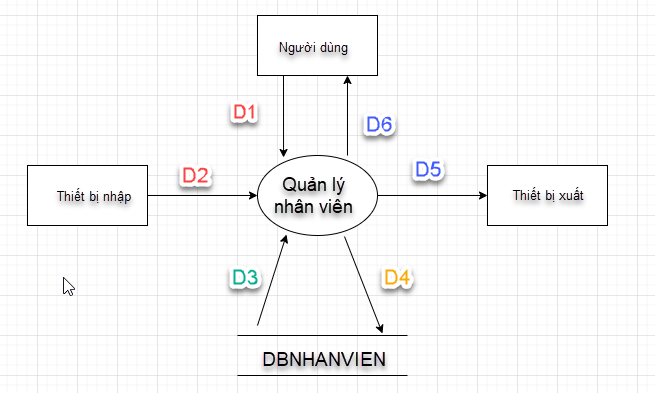 Người dùng
D1
D6
Thiết bị nhập
D2
Quản lý
nhân viên
D5
Thiết bị xuất
D3
D4
DBNHANVIEN